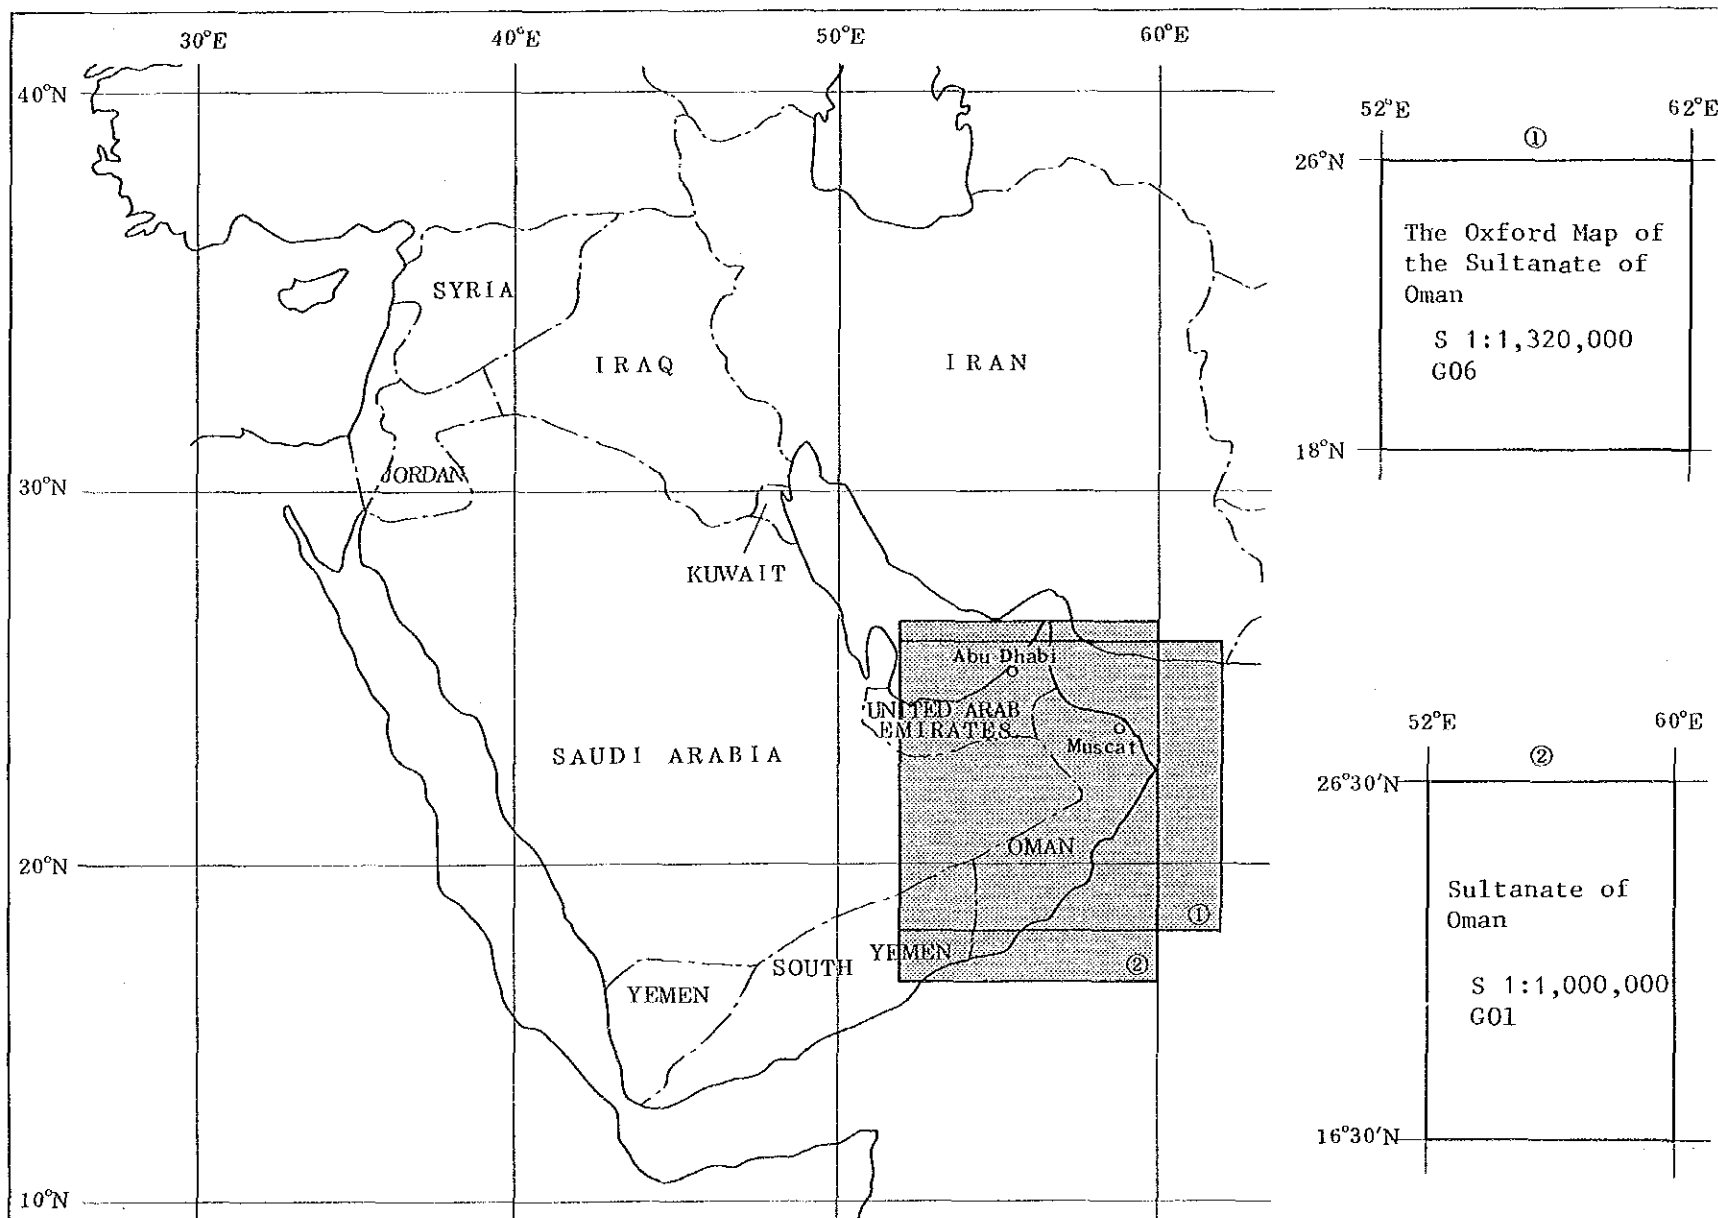 30°E 40°E 50°E 60°E
40°N
30°N
20°N
10°N
SYRIA
IRAQ
IRAN
JORDAN
KUWAIT
Abu Dhabi
UNITED ARAB
EMIRATES
Muscat
SAUDI ARABIA
OMAN
①
SOUTH YEMEN
②
YEMEN
52°E 62°E
①
26°N
The Oxford Map of
the Sultanate of
Oman
S 1:1,320,000
G06
18°N
52°E 60°E
②
26°30'N
Sultanate of
Oman
S 1:1,000,000
G01
16°30'N